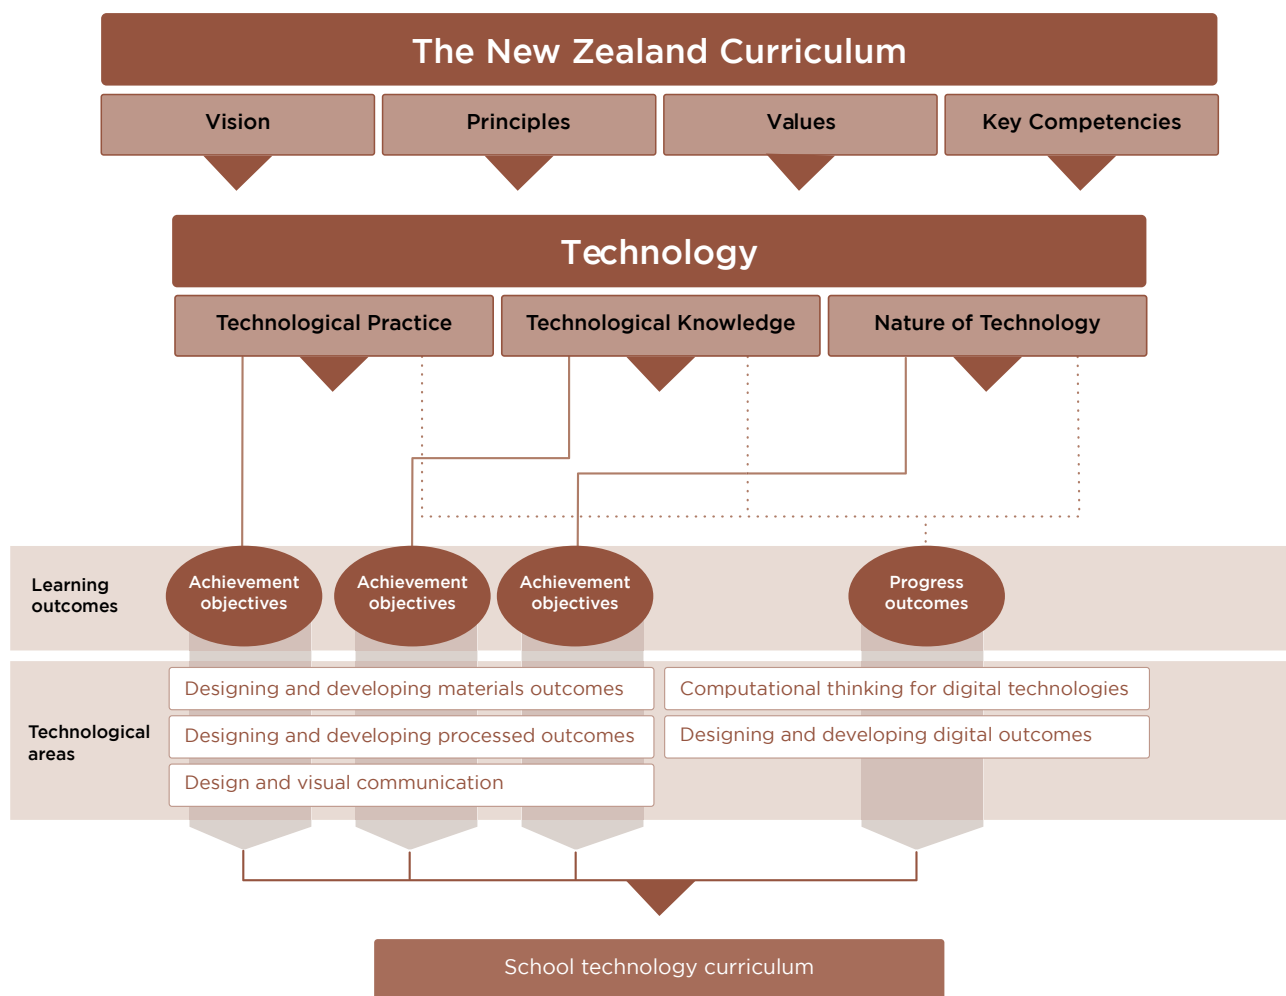 The New Zealand Curriculum
Vision
Principles
Values
Key Competencies
Technology
Technological Practice
Technological Knowledge
Nature of Technology
Learning
outcomes
Achievement
objectives
Achievement
objectives
Achievement
objectives
Progress
outcomes
Technological
areas
Designing and developing materials outcomes
Designing and developing processed outcomes
Design and visual communication
Computational thinking for digital technologies
Designing and developing digital outcomes
School technology curriculum